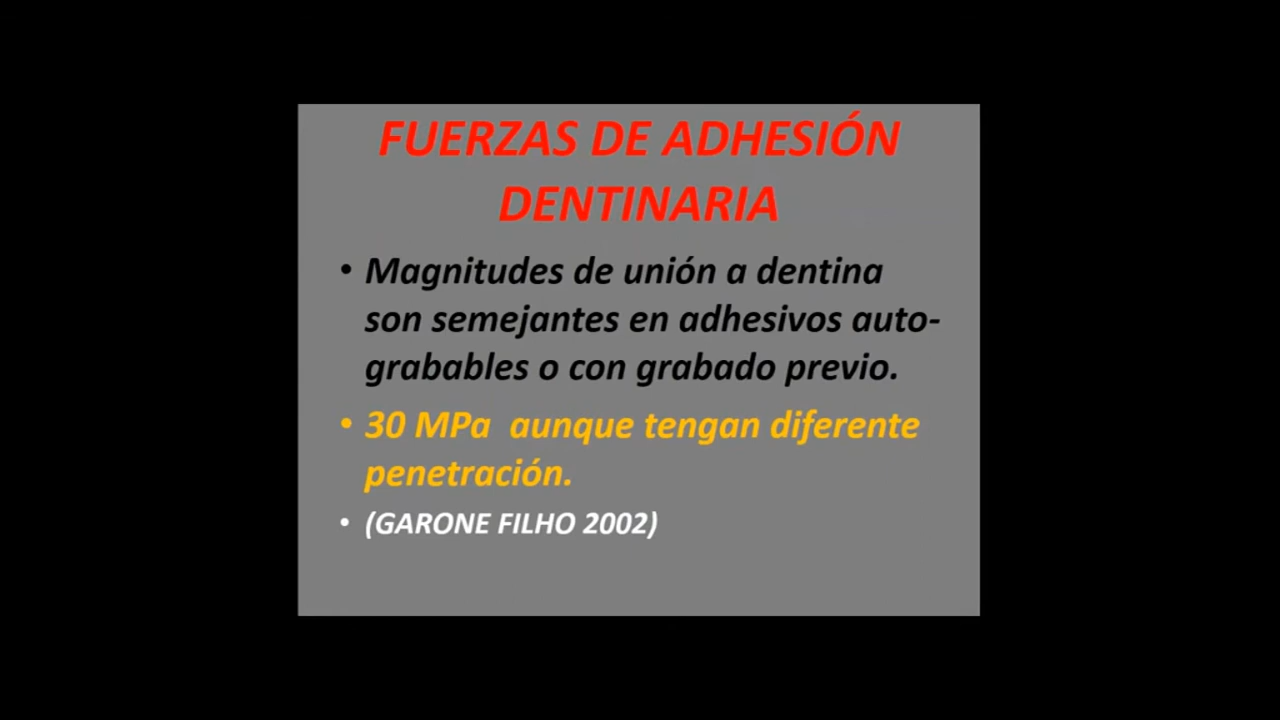 FUERZAS DE ADHESIÓN
DENTINARIA
• Magnitudes de unión a dentina
son semejantes en adhesivos auto-
grabables o con grabado previo.
• 30 MPa aunque tengan diferente
penetración.
• (GARONE FILHO 2002)